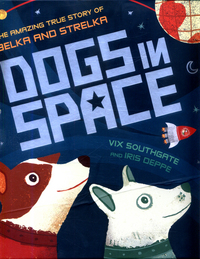 THE AMAZING TRUE STORY OF
BELKA AND STRELKA
DOGS IN
SPACE
VIX SOUTHGATE
AND IRIS DEPPE